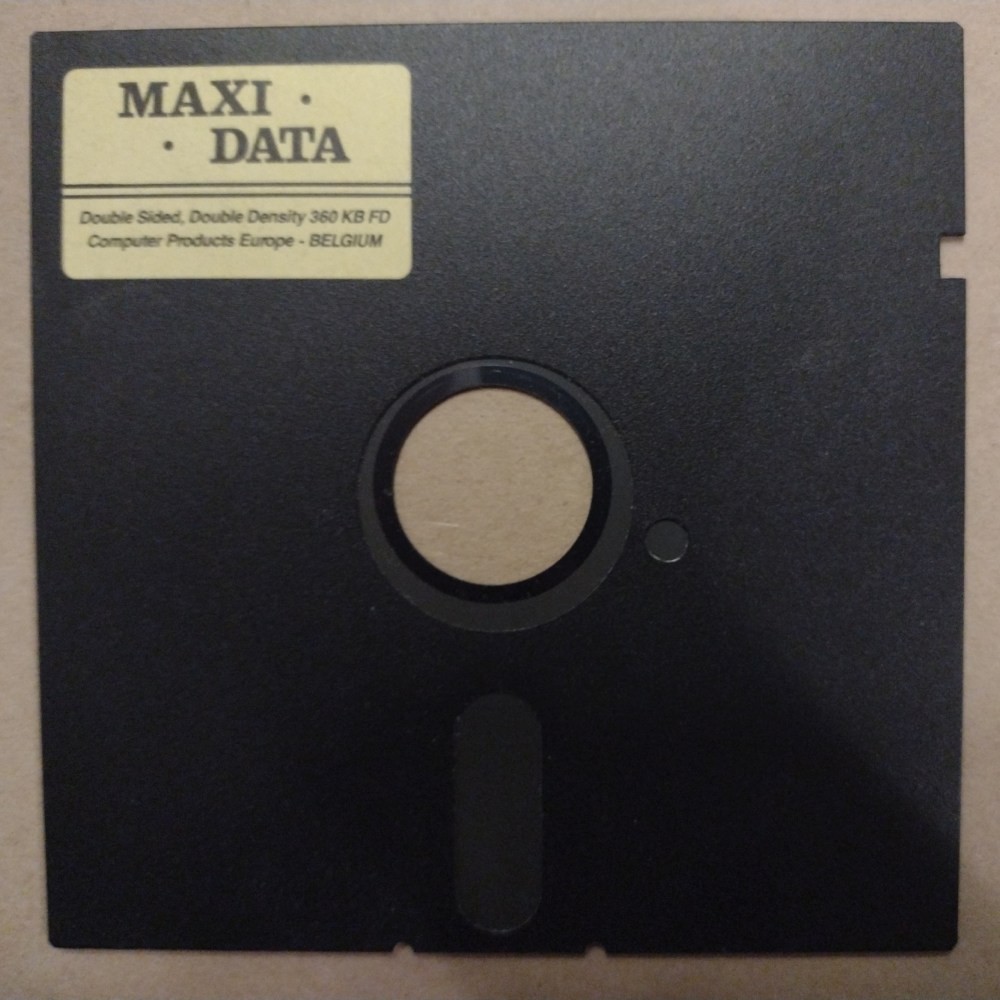 MAXI •
• DATA
Double Sided, Double Density 360 KB FD
Computer Products Europe - BELGIUM